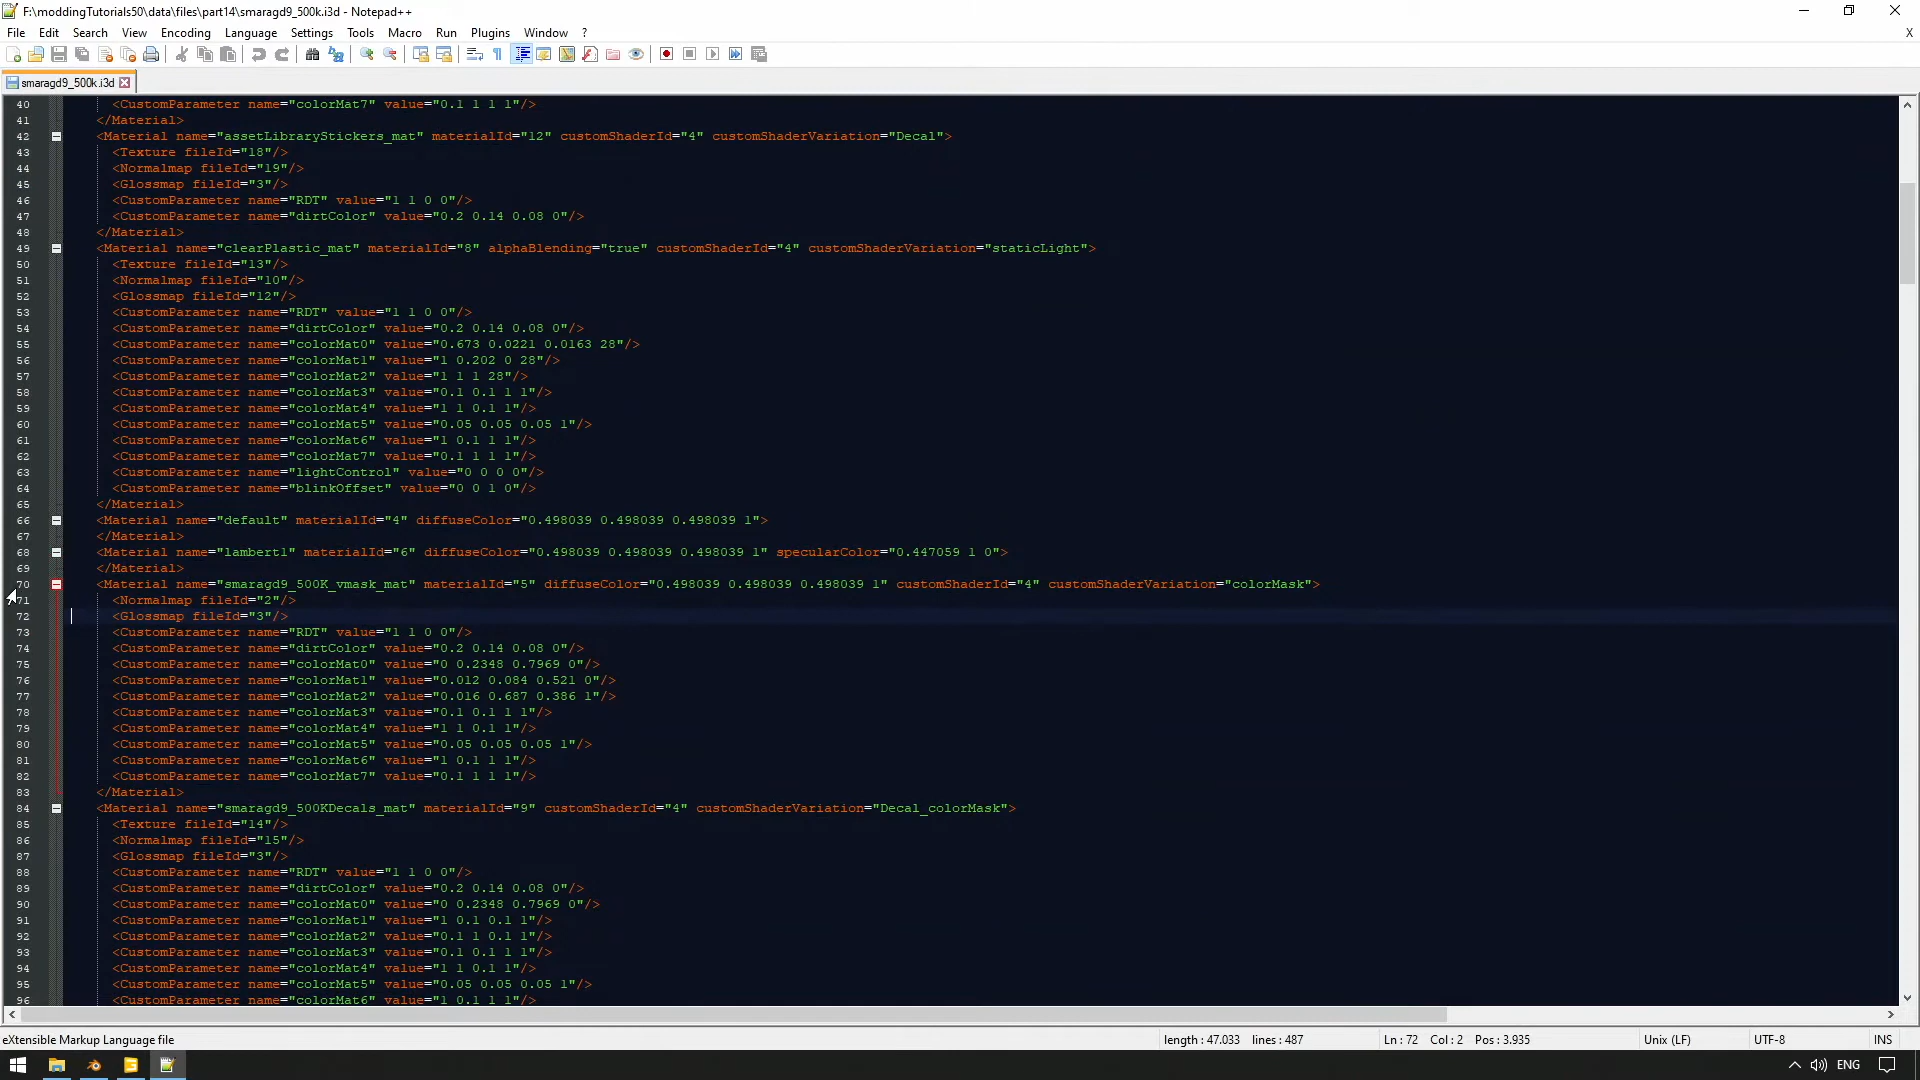 F:\moddingTutorials50\data\files\part14\smaragd9_500k.i3d - Notepad++
File Edit Search View Encoding Language Settings Tools Macro Run Plugins Window ? X
smaragd9_500k.i3d
40 <CustomParameter name="colorMat7" value="0.1 1 1 1"/>
41 </Material>
42 <Material name="assetLibraryStickers_mat" materialId="12" customShaderId="4" customShaderVariation="Decal">
43 <Texture fileId="18"/>
44 <Normalmap fileId="19"/>
45 <Glossmap fileId="3"/>
46 <CustomParameter name="RDT" value="1 1 0 0"/>
47 <CustomParameter name="dirtColor" value="0.2 0.14 0.08 0"/>
48 </Material>
49 <Material name="clearPlastic_mat" materialId="8" alphaBlending="true" customShaderId="4" customShaderVariation="staticLight">
50 <Texture fileId="13"/>
51 <Normalmap fileId="10"/>
52 <Glossmap fileId="12"/>
53 <CustomParameter name="RDT" value="1 1 0 0"/>
54 <CustomParameter name="dirtColor" value="0.2 0.14 0.08 0"/>
55 <CustomParameter name="colorMat0" value="0.673 0.0221 0.0163 28"/>
56 <CustomParameter name="colorMat1" value="1 0.202 0 28"/>
57 <CustomParameter name="colorMat2" value="1 1 1 28"/>
58 <CustomParameter name="colorMat3" value="0.1 0.1 1 1"/>
59 <CustomParameter name="colorMat4" value="1 1 0.1 1"/>
60 <CustomParameter name="colorMat5" value="0.05 0.05 0.05 1"/>
61 <CustomParameter name="colorMat6" value="1 0.1 1 1"/>
62 <CustomParameter name="colorMat7" value="0.1 1 1 1"/>
63 <CustomParameter name="lightControl" value="0 0 0 0"/>
64 <CustomParameter name="blinkOffset" value="0 0 1 0"/>
65 </Material>
66 <Material name="default" materialId="4" diffuseColor="0.498039 0.498039 0.498039 1">
67 </Material>
68 <Material name="lambert1" materialId="6" diffuseColor="0.498039 0.498039 0.498039 1" specularColor="0.447059 1 0">
69 </Material>
70 <Material name="smaragd9_500K_vmask_mat" materialId="5" diffuseColor="0.498039 0.498039 0.498039 1" customShaderId="4" customShaderVariation="colorMask">
71 <Normalmap fileId="2"/>
72 <Glossmap fileId="3"/>
73 <CustomParameter name="RDT" value="1 1 0 0"/>
74 <CustomParameter name="dirtColor" value="0.2 0.14 0.08 0"/>
75 <CustomParameter name="colorMat0" value="0 0.2348 0.7969 0"/>
76 <CustomParameter name="colorMat1" value="0.012 0.084 0.521 0"/>
77 <CustomParameter name="colorMat2" value="0.016 0.687 0.386 1"/>
78 <CustomParameter name="colorMat3" value="0.1 0.1 1 1"/>
79 <CustomParameter name="colorMat4" value="1 1 0.1 1"/>
80 <CustomParameter name="colorMat5" value="0.05 0.05 0.05 1"/>
81 <CustomParameter name="colorMat6" value="1 0.1 1 1"/>
82 <CustomParameter name="colorMat7" value="0.1 1 1 1"/>
83 </Material>
84 <Material name="smaragd9_500KDecals_mat" materialId="9" customShaderId="4" customShaderVariation="Decal_colorMask">
85 <Texture fileId="14"/>
86 <Normalmap fileId="15"/>
87 <Glossmap fileId="3"/>
88 <CustomParameter name="RDT" value="1 1 0 0"/>
89 <CustomParameter name="dirtColor" value="0.2 0.14 0.08 0"/>
90 <CustomParameter name="colorMat0" value="0 0.2348 0.7969 0"/>
91 <CustomParameter name="colorMat1" value="1 0.1 0.1 1"/>
92 <CustomParameter name="colorMat2" value="0.1 1 0.1 1"/>
93 <CustomParameter name="colorMat3" value="0.1 0.1 1 1"/>
94 <CustomParameter name="colorMat4" value="1 1 0.1 1"/>
95 <CustomParameter name="colorMat5" value="0.05 0.05 0.05 1"/>
96 <CustomParameter name="colorMat6" value="1 0.1 1 1"/>
eXtensible Markup Language file length : 47.033 lines : 487 Ln : 72 Col : 2 Pos : 3.935 Unix (LF) UTF-8 INS
ENG